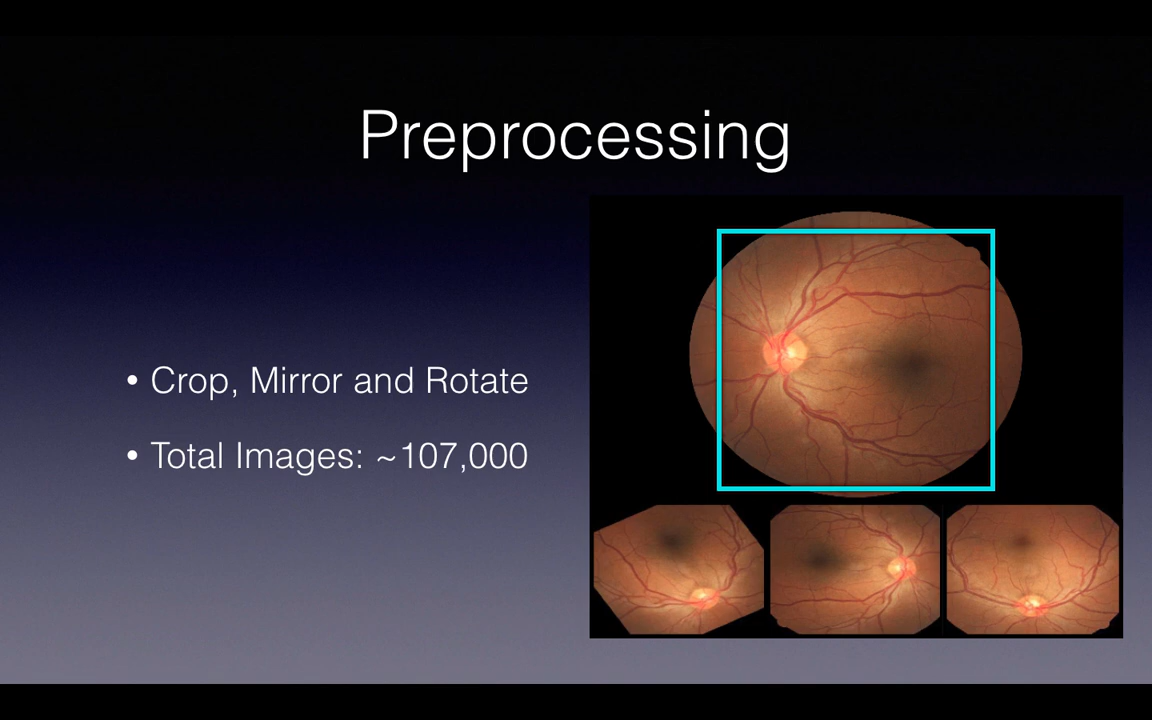 Preprocessing
• Crop, Mirror and Rotate
• Total Images: ~107,000